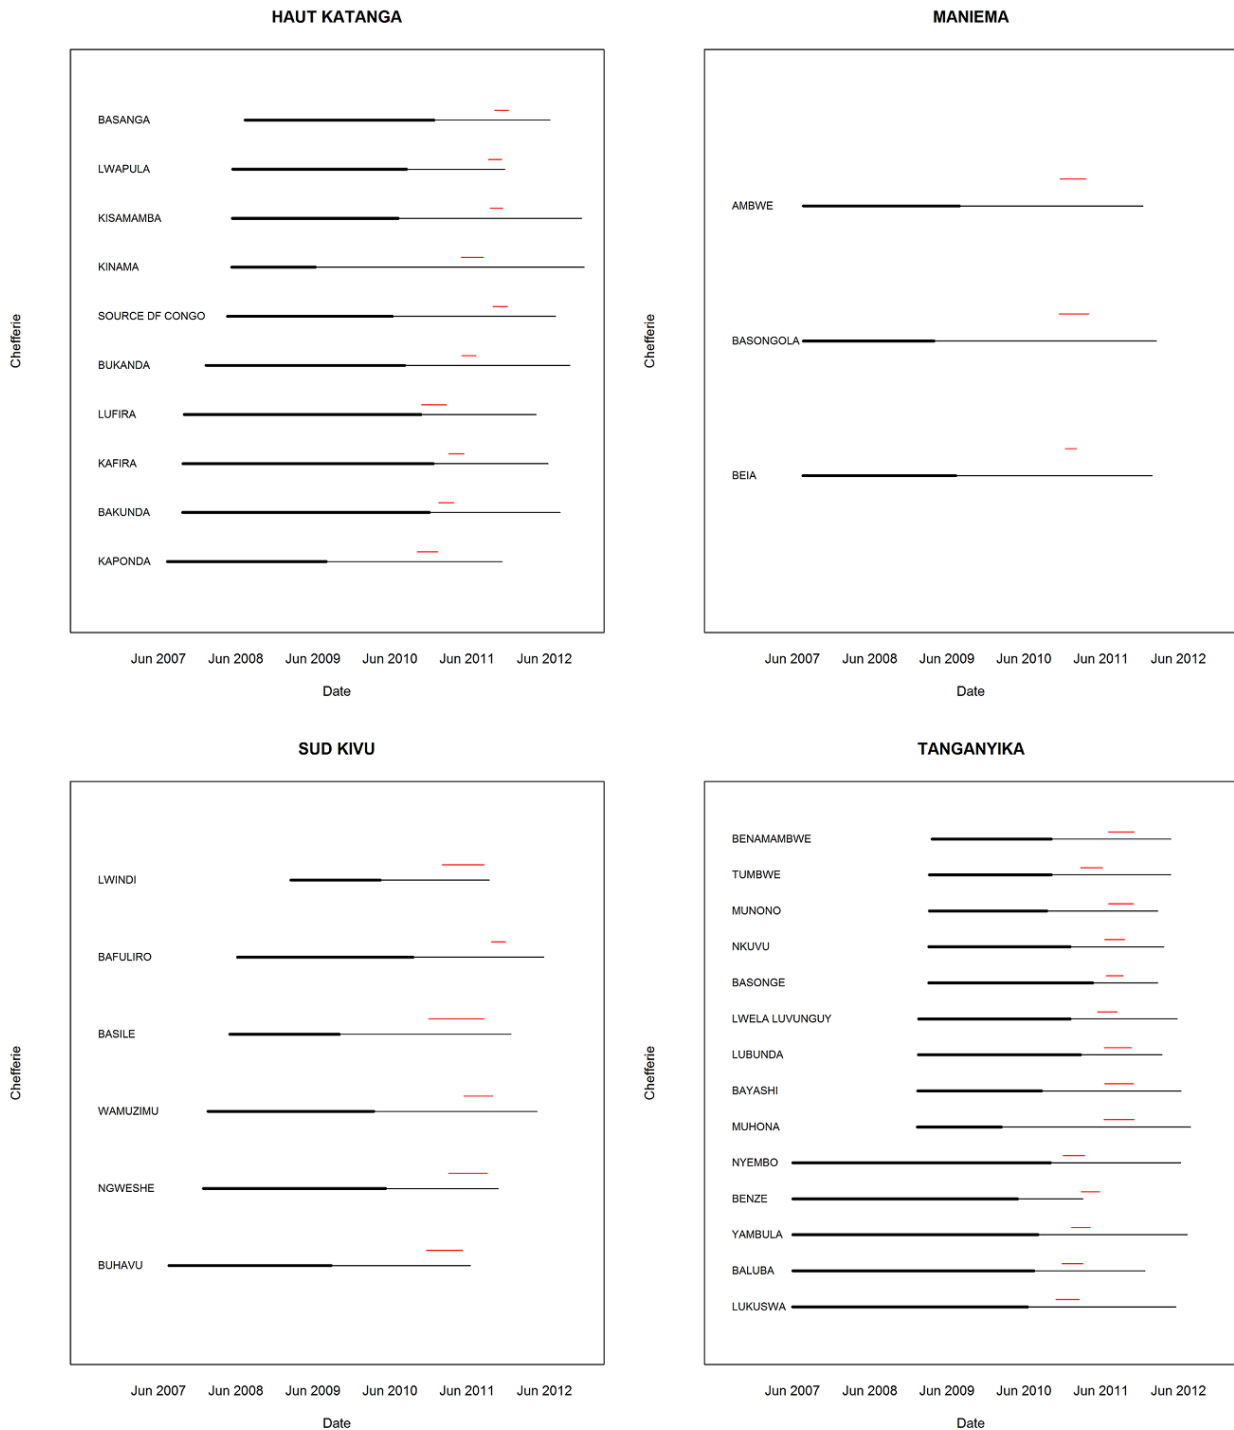 HAUT KATANGA
BASANGA
LWAPULA
KISAMAMBA
KINAMA
SOURCE DF CONGO
BUKANDA
LUFIRA
KAFIRA
BAKUNDA
KAPONDA
Chefferie
Jun 2007 Jun 2008 Jun 2009 Jun 2010 Jun 2011 Jun 2012
Date
MANIEMA
AMBWE
BASONGOLA
BEIA
Chefferie
Jun 2007 Jun 2008 Jun 2009 Jun 2010 Jun 2011 Jun 2012
Date
SUD KIVU
LWINDI
BAFULIRO
BASILE
WAMUZIMU
NGWESHE
BUHAVU
Chefferie
Jun 2007 Jun 2008 Jun 2009 Jun 2010 Jun 2011 Jun 2012
Date
TANGANYIKA
BENAMAMBWE
TUMBWE
MUNONO
NKUVU
BASONGE
LWELA LUVUNGUY
LUBUNDA
BAYASHI
MUHONA
NYEMBO
BENZE
YAMBULA
BALUBA
LUKUSWA
Chefferie
Jun 2007 Jun 2008 Jun 2009 Jun 2010 Jun 2011 Jun 2012
Date